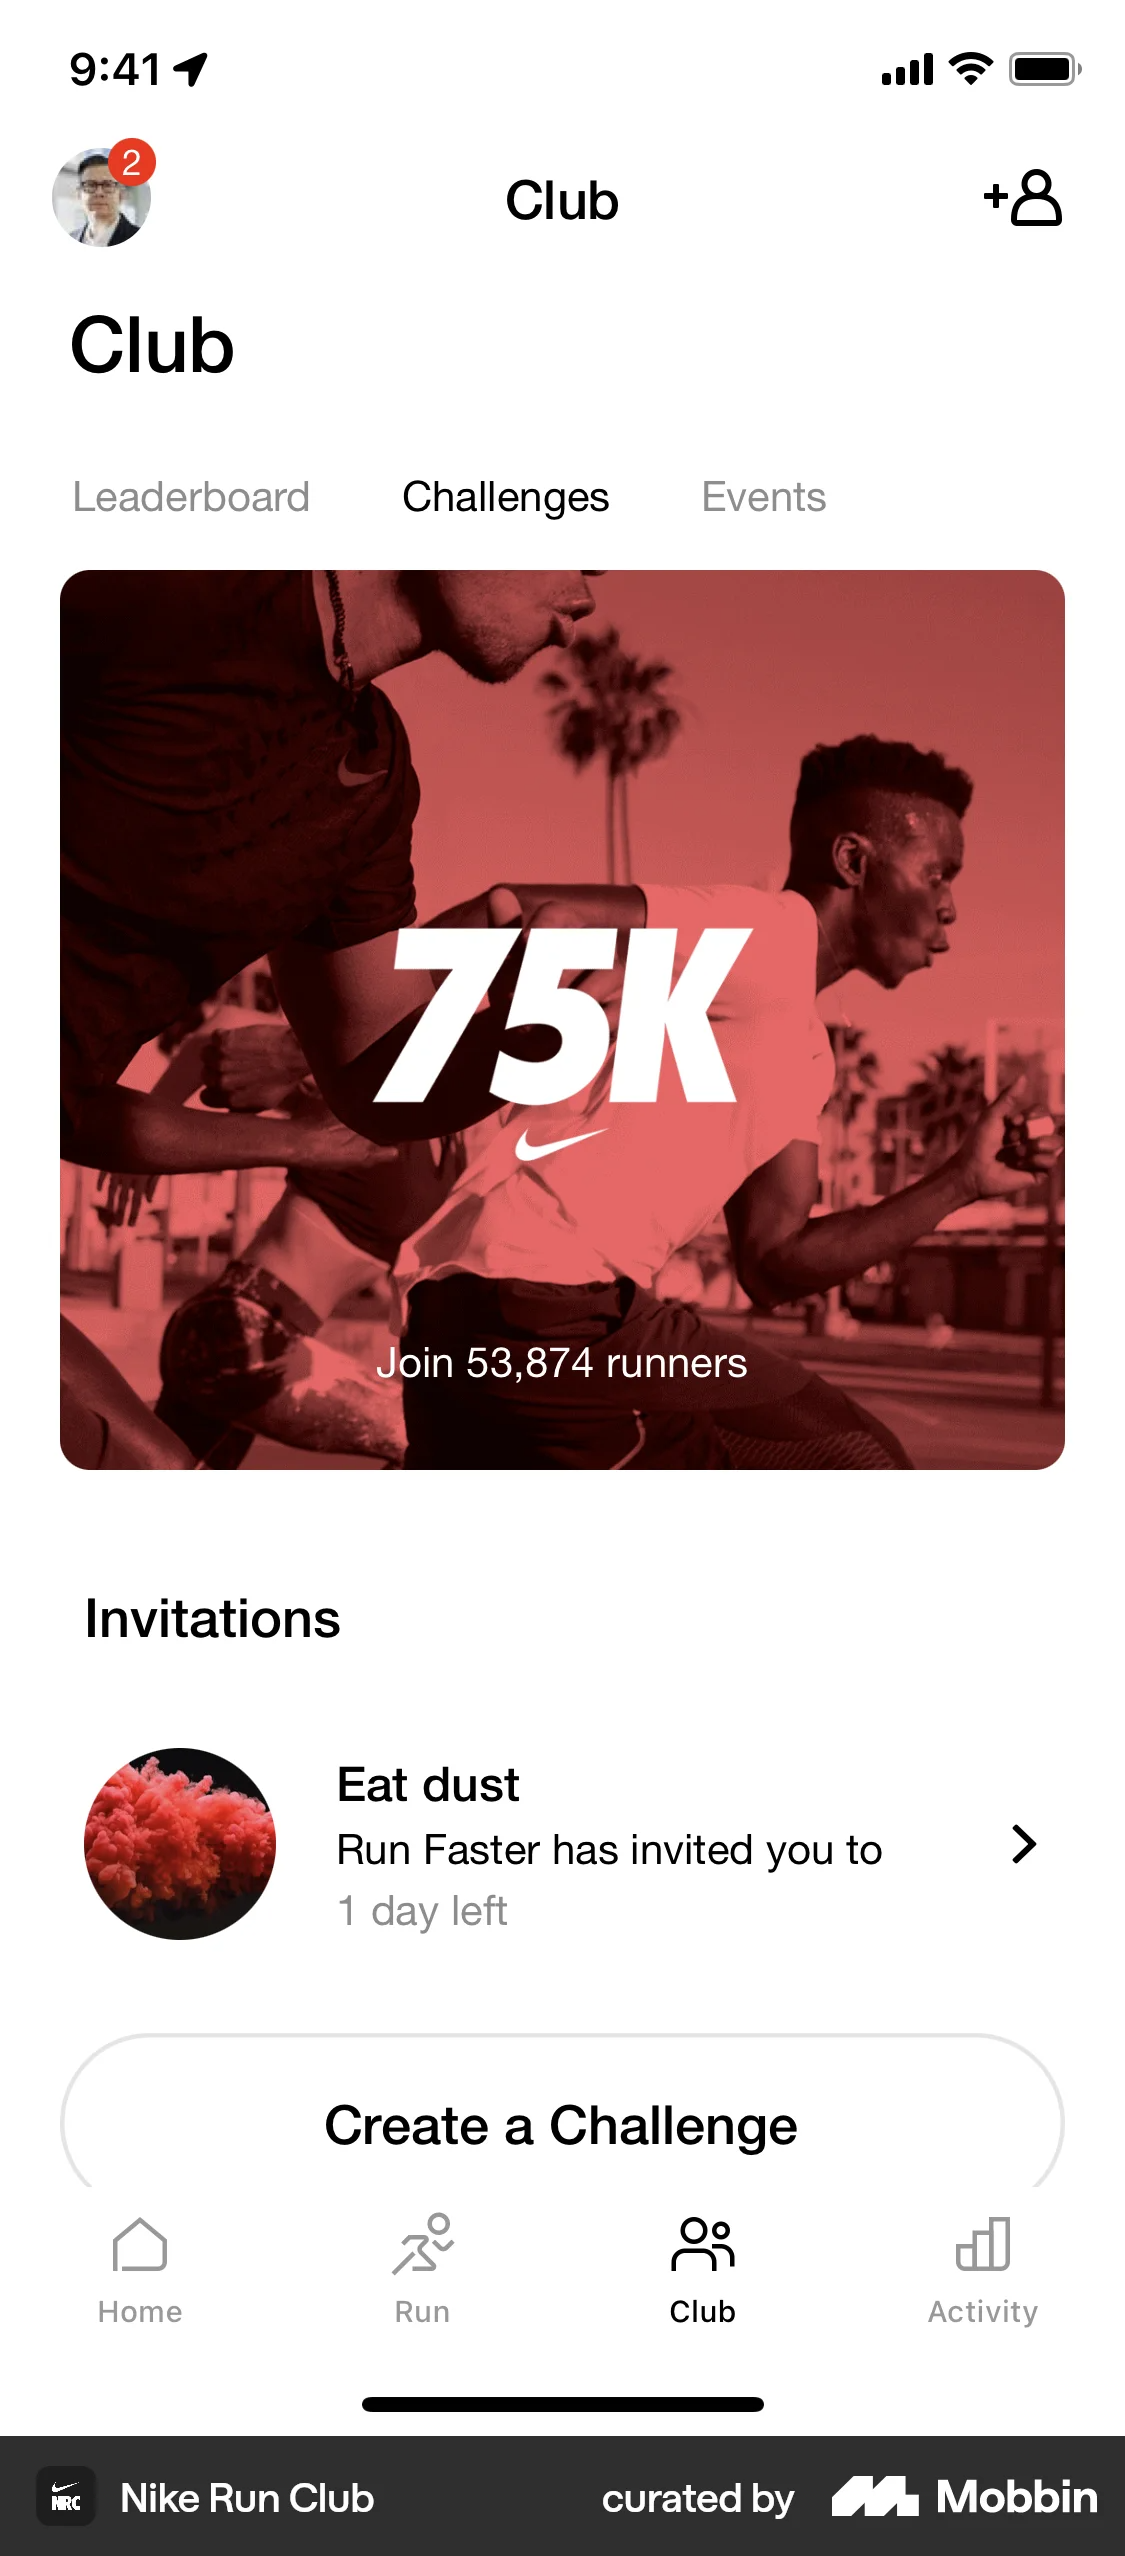 9:41
2
Club
Club
Leaderboard Challenges Events
75K
Join 53,874 runners
Invitations
Eat dust
Run Faster has invited you to
1 day left
Create a Challenge
Home Run Club Activity
NRC Nike Run Club curated by Mobbin